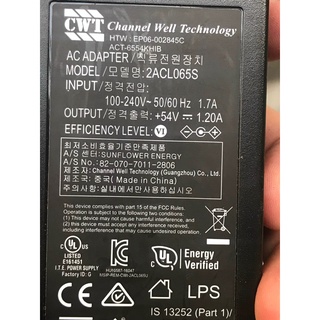 CWT Channel Well Technology
HTW : EP06-002845C
ACT-6554KHIB
AC ADAPTER / 직류전원장치
MODEL / 모델명: 2ACL065S
INPUT / 정격전압:
100-240V~ 50/60 Hz 1.7A
OUTPUT / 정격출력: +54V ⎓ 1.20A
EFFICIENCY LEVEL: VI
최저소비효율기준만족제품
A/S 센터: SUNFLOWER ENERGY
A/S NO.: 82-070-7011-2806
제조자: Channel Well Technology (Guangzhou) Co., Ltd.
제조국: 중국( Made in China )
주의사항: 실내에서만 사용하십시오.
This device complies with part 15 of the FCC Rules.
Operation is subject to the following two conditions:
(1) This device may not cause harmful interference, and
(2) this device must accept any interference received,
including interference that may cause undesired
operation.
c UL US
LISTED
E161451
I.T.E. POWER SUPPLY
Factory ID: G
UL
Energy
Verified
LPS
IS 13252 (Part 1)/